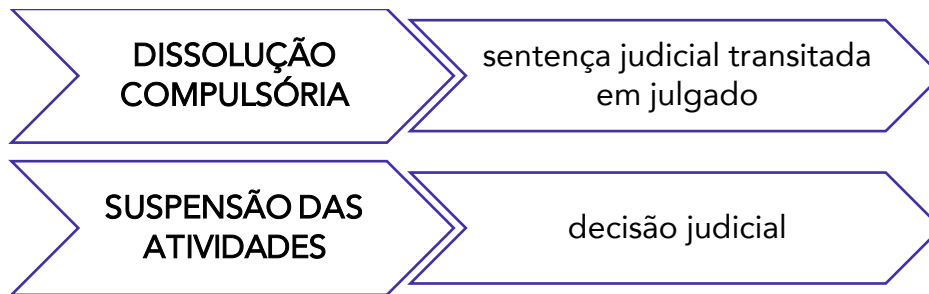 DISSOLUÇÃO
COMPULSÓRIA
sentença judicial transitada
em julgado
SUSPENSÃO DAS
ATIVIDADES
decisão judicial